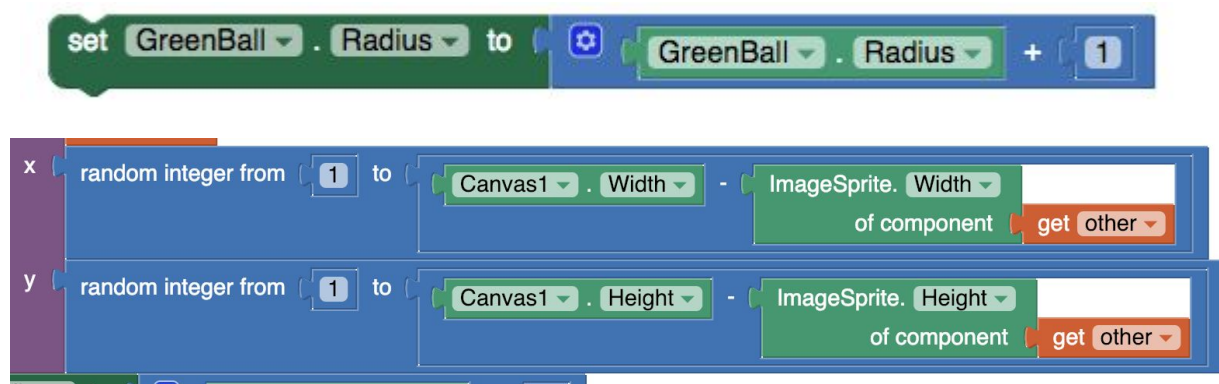 set GreenBall . Radius to GreenBall . Radius + 1
x random integer from 1 to Canvas1 . Width - ImageSprite. Width
of component get other
y random integer from 1 to Canvas1 . Height - ImageSprite. Height
of component get other